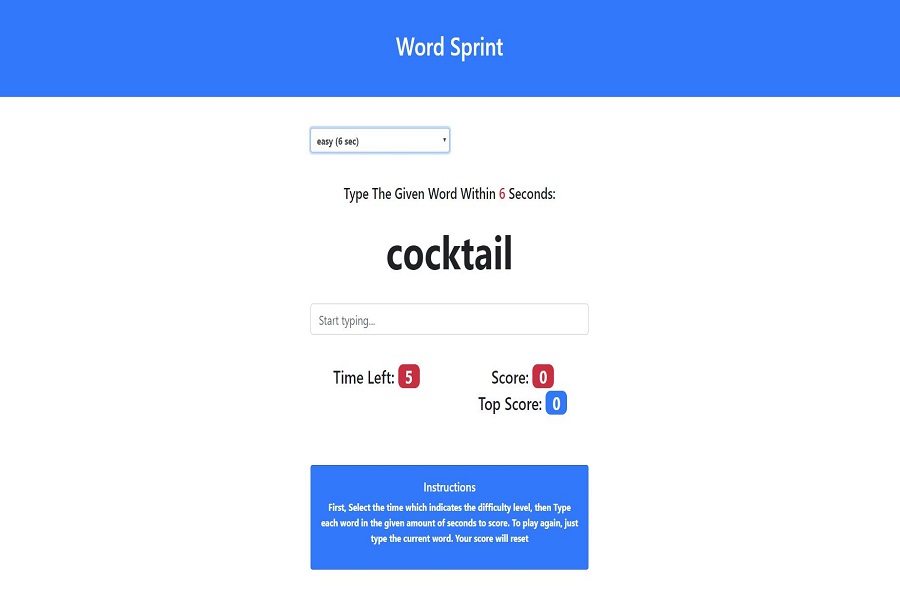 Word Sprint
easy (6 sec)
Type The Given Word Within 6 Seconds:
cocktail
Start typing...
Time Left: 5
Score: 0
Top Score: 0
Instructions
First, Select the time which indicates the difficulty level, then Type
each word in the given amount of seconds to score. To play again, just
type the current word. Your score will reset